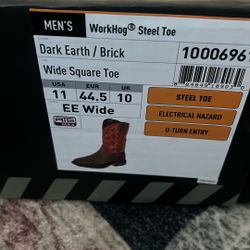 MEN'S WorkHog® Steel Toe
Dark Earth / Brick
1000696
Wide Square Toe
USA EUR UK
11 44.5 10
EE Wide
STEEL TOE
ELECTRICAL HAZARD
U-TURN ENTRY